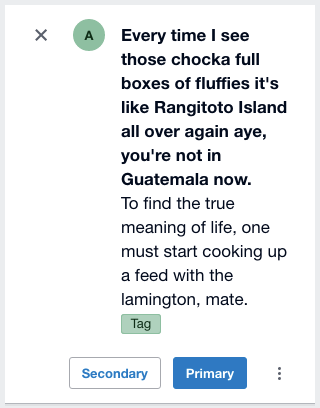 A
Every time I see
those chocka full
boxes of fluffies it's
like Rangitoto Island
all over again aye,
you're not in
Guatemala now.
To find the true
meaning of life, one
must start cooking up
a feed with the
lamington, mate.
Tag
Secondary
Primary